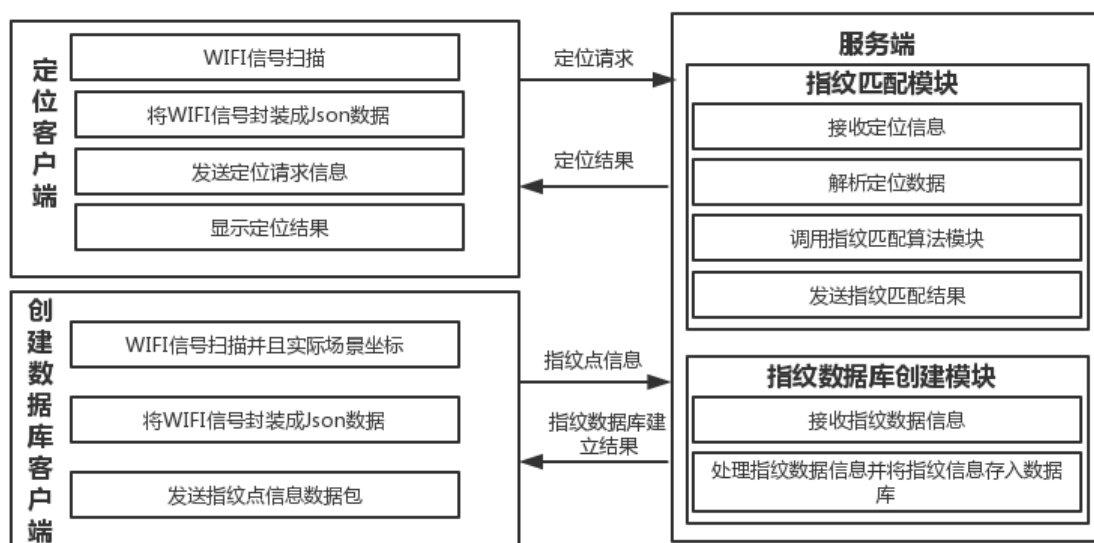 定位客户端
WIFI信号扫描
将WIFI信号封装成Json数据
发送定位请求信息
显示定位结果
定位请求
定位结果
服务端
指纹匹配模块
接收定位信息
解析定位数据
调用指纹匹配算法模块
发送指纹匹配结果
创建数据库客户端
WIFI信号扫描并且实际场景坐标
将WIFI信号封装成Json数据
发送指纹点信息数据包
指纹点信息
指纹数据库建
立结果
指纹数据库创建模块
接收指纹数据信息
处理指纹数据信息并将指纹信息存入数据
库